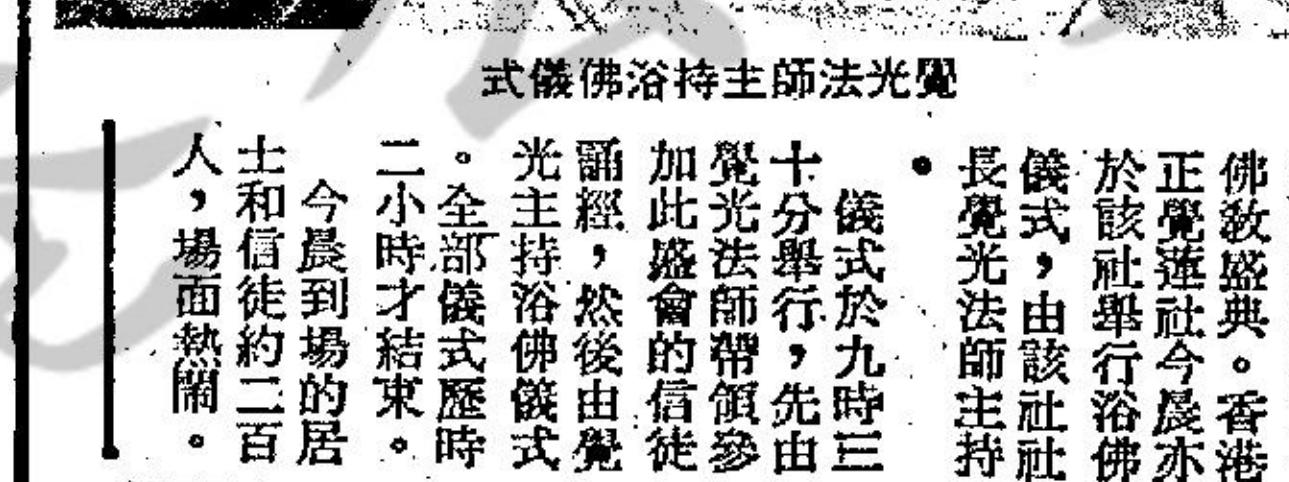 覺光法師主持浴佛儀式
佛敎盛典。香港
正覺蓮社今晨亦
於該社舉行浴佛
儀式，由該社社
長覺光法師主持
。
儀式於九時三
十分舉行，先由
覺光法師帶領參
加此盛會的信徒
誦經，然後由覺
光主持浴佛儀式
。全部儀式歷時
二小時才結束。
今晨到場的居
士和信徒約二百
人，場面熱鬧。